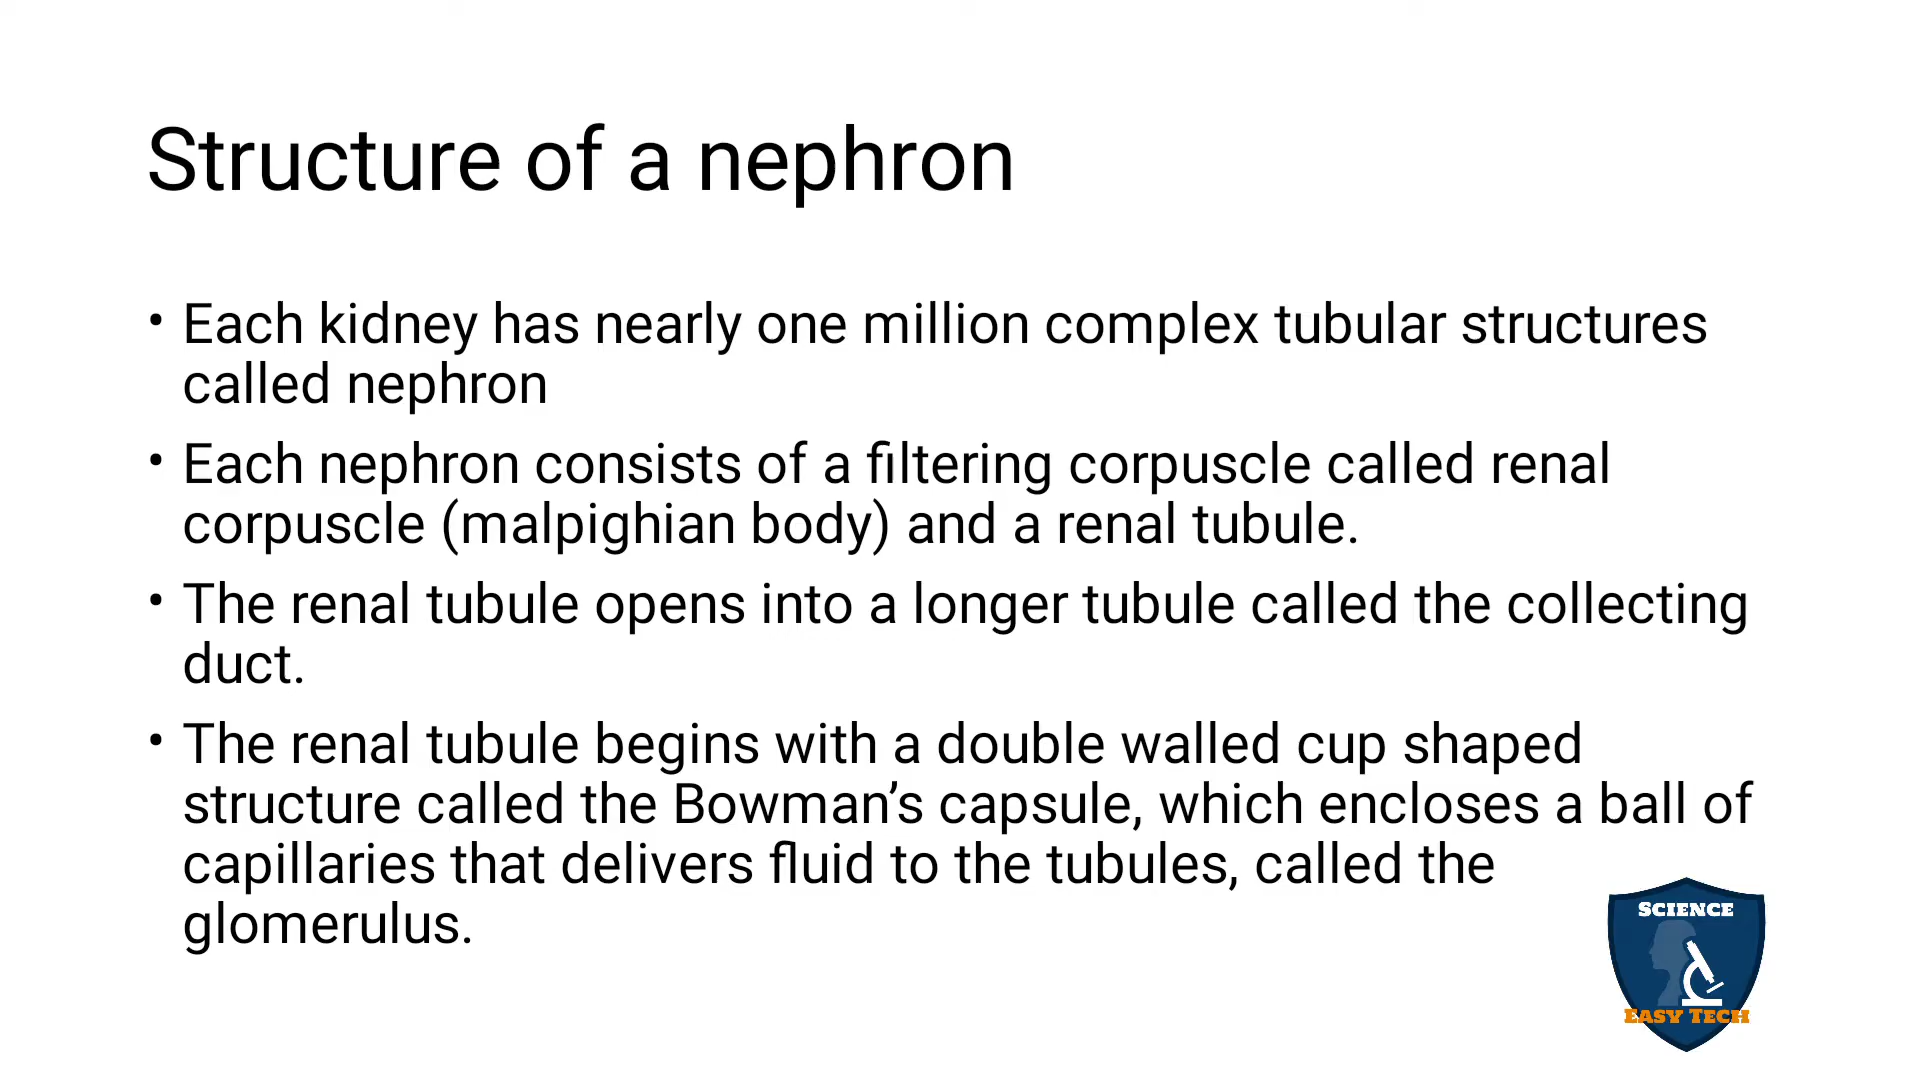 Structure of a nephron
• Each kidney has nearly one million complex tubular structures
called nephron
• Each nephron consists of a filtering corpuscle called renal
corpuscle (malpighian body) and a renal tubule.
• The renal tubule opens into a longer tubule called the collecting
duct.
• The renal tubule begins with a double walled cup shaped
structure called the Bowman’s capsule, which encloses a ball of
capillaries that delivers fluid to the tubules, called the
glomerulus.
SCIENCE
EASY TECH